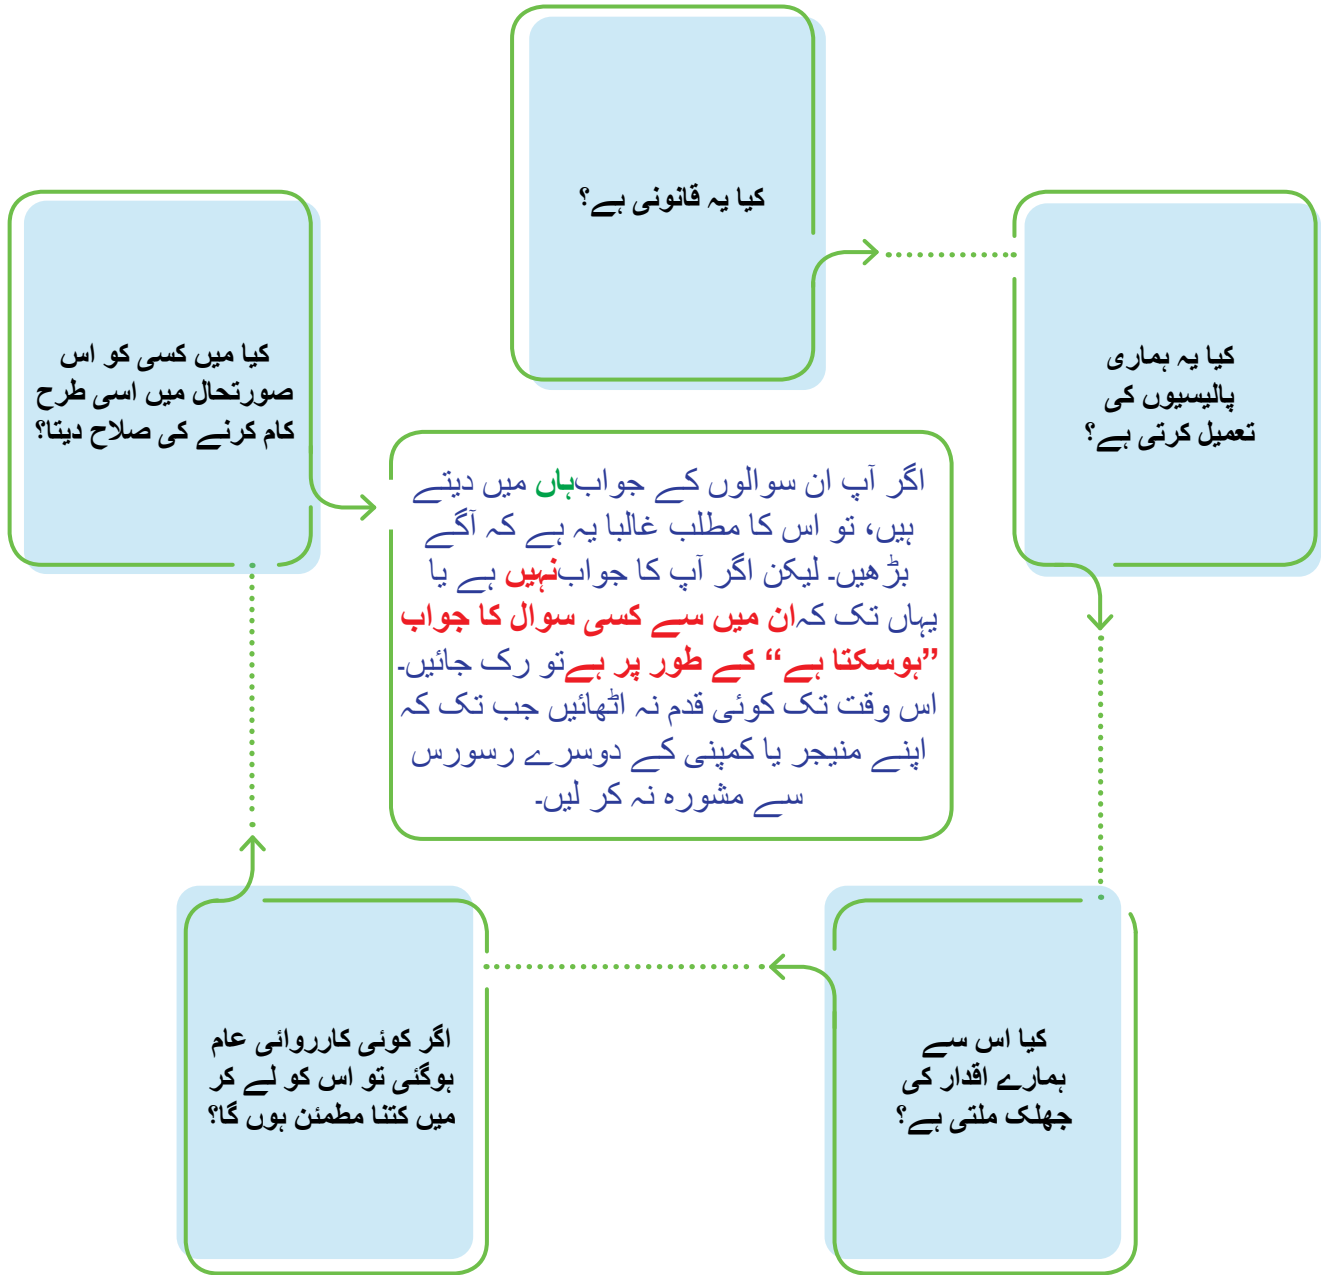 کیا یہ قانونی ہے؟
کیا یہ ہماری
پالیسیوں کی
تعمیل کرتی ہے؟
کیا اس سے
ہمارے اقدار کی
جھلک ملتی ہے؟
اگر کوئی کارروائی عام
ہوگئی تو اس کو لے کر
میں کتنا مطمئن ہوں گا؟
کیا میں کسی کو اس
صورتحال میں اسی طرح
کام کرنے کی صلاح دیتا؟
اگر آپ ان سوالوں کے جوابہاں میں دیتے
ہیں، تو اس کا مطلب غالبا یہ ہے کہ آگے
بڑھیں۔ لیکن اگر آپ کا جوابنہیں ہے یا
یہاں تک کہان میں سے کسی سوال کا جواب
”ہوسکتا ہے“ کے طور پر ہےتو رک جائیں۔
اس وقت تک کوئی قدم نہ اٹھائیں جب تک کہ
اپنے منیجر یا کمپنی کے دوسرے رسورس
سے مشورہ نہ کر لیں۔